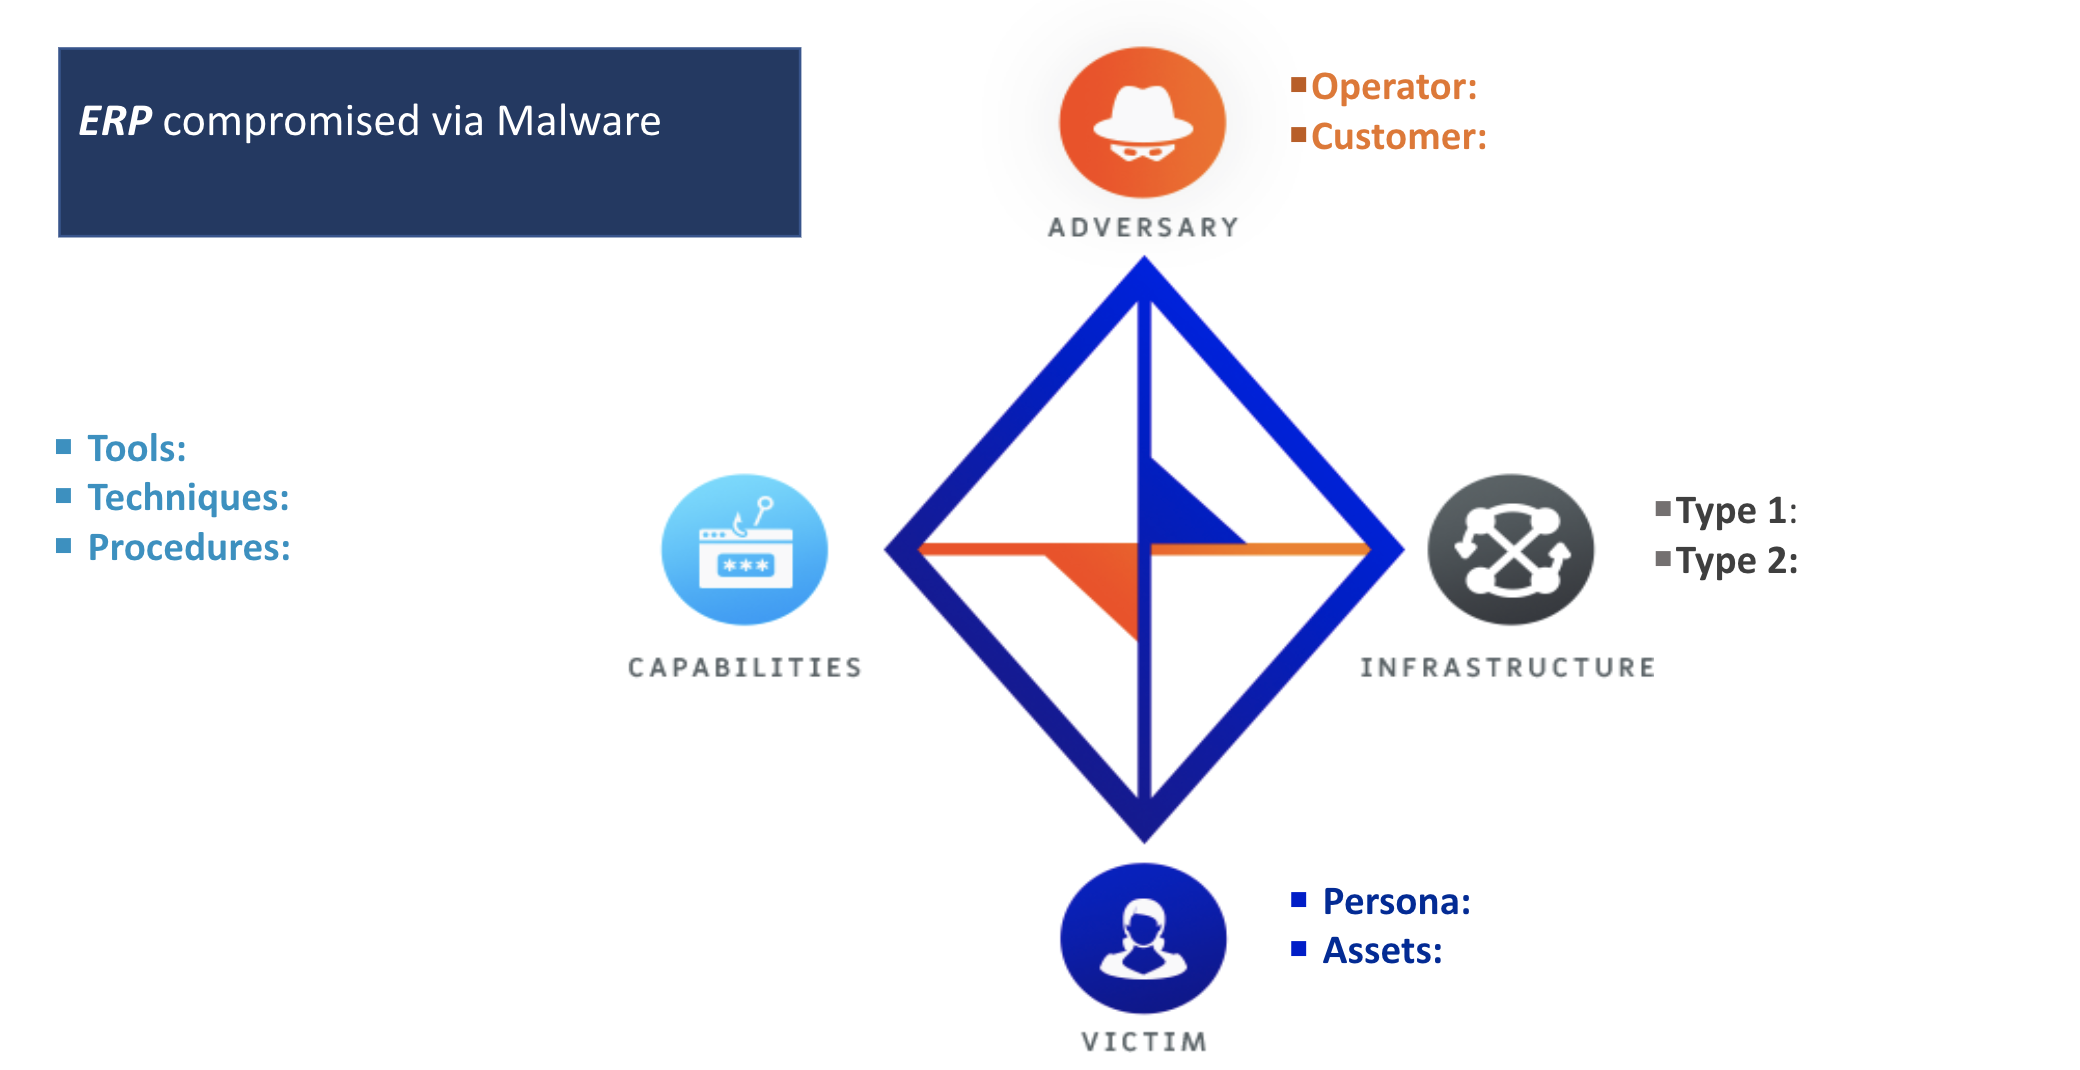 ERP compromised via Malware
Operator:
Customer:
ADVERSARY
Tools:
Techniques:
Procedures:
***
CAPABILITIES
INFRASTRUCTURE
Type 1:
Type 2:
Persona:
Assets:
VICTIM